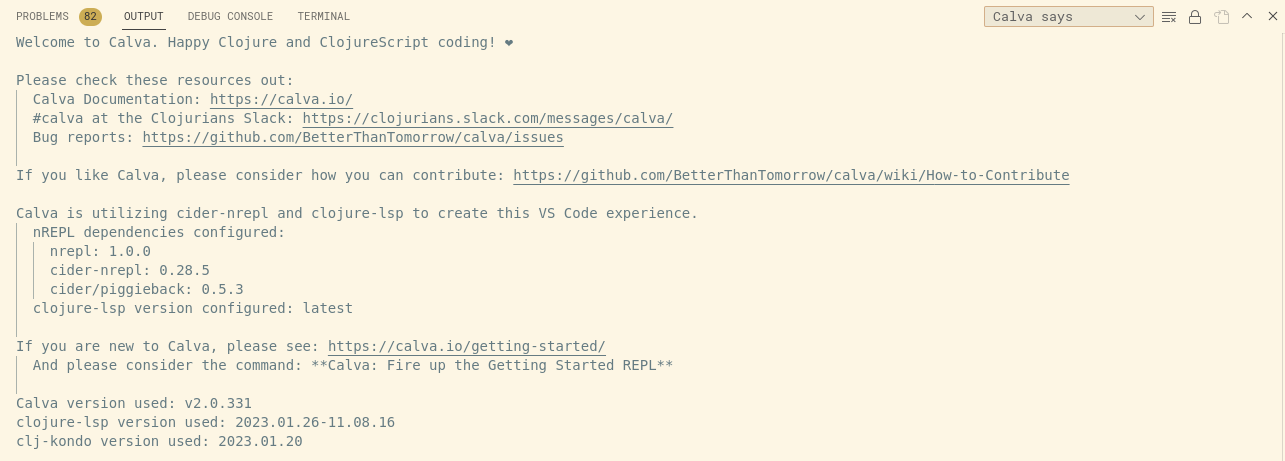 PROBLEMS 82 OUTPUT DEBUG CONSOLE TERMINAL Calva says
Welcome to Calva. Happy Clojure and ClojureScript coding! ❤
Please check these resources out:
Calva Documentation: https://calva.io/
#calva at the Clojurians Slack: https://clojurians.slack.com/messages/calva/
Bug reports: https://github.com/BetterThanTomorrow/calva/issues
If you like Calva, please consider how you can contribute: https://github.com/BetterThanTomorrow/calva/wiki/How-to-Contribute
Calva is utilizing cider-nrepl and clojure-lsp to create this VS Code experience.
nREPL dependencies configured:
nrepl: 1.0.0
cider-nrepl: 0.28.5
cider/piggieback: 0.5.3
clojure-lsp version configured: latest
If you are new to Calva, please see: https://calva.io/getting-started/
And please consider the command: **Calva: Fire up the Getting Started REPL**
Calva version used: v2.0.331
clojure-lsp version used: 2023.01.26-11.08.16
clj-kondo version used: 2023.01.20